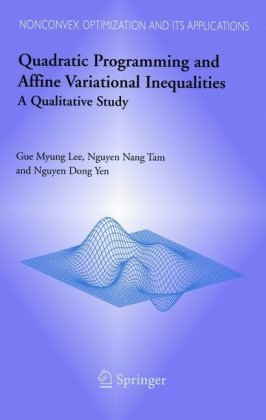 NONCONVEX OPTIMIZATION AND ITS APPLICATIONS
Quadratic Programming and
Affine Variational Inequalities
A Qualitative Study
Gue Myung Lee, Nguyen Nang Tam
and Nguyen Dong Yen
Springer